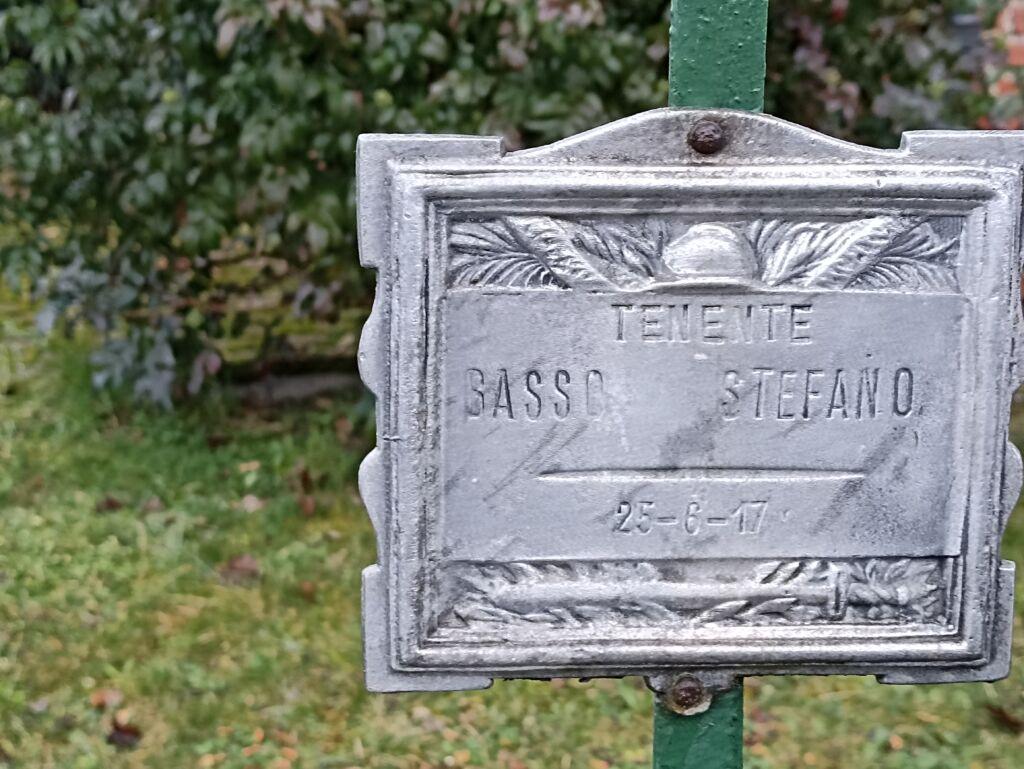 TENENTE
BASSO STEFANO
25-6-17